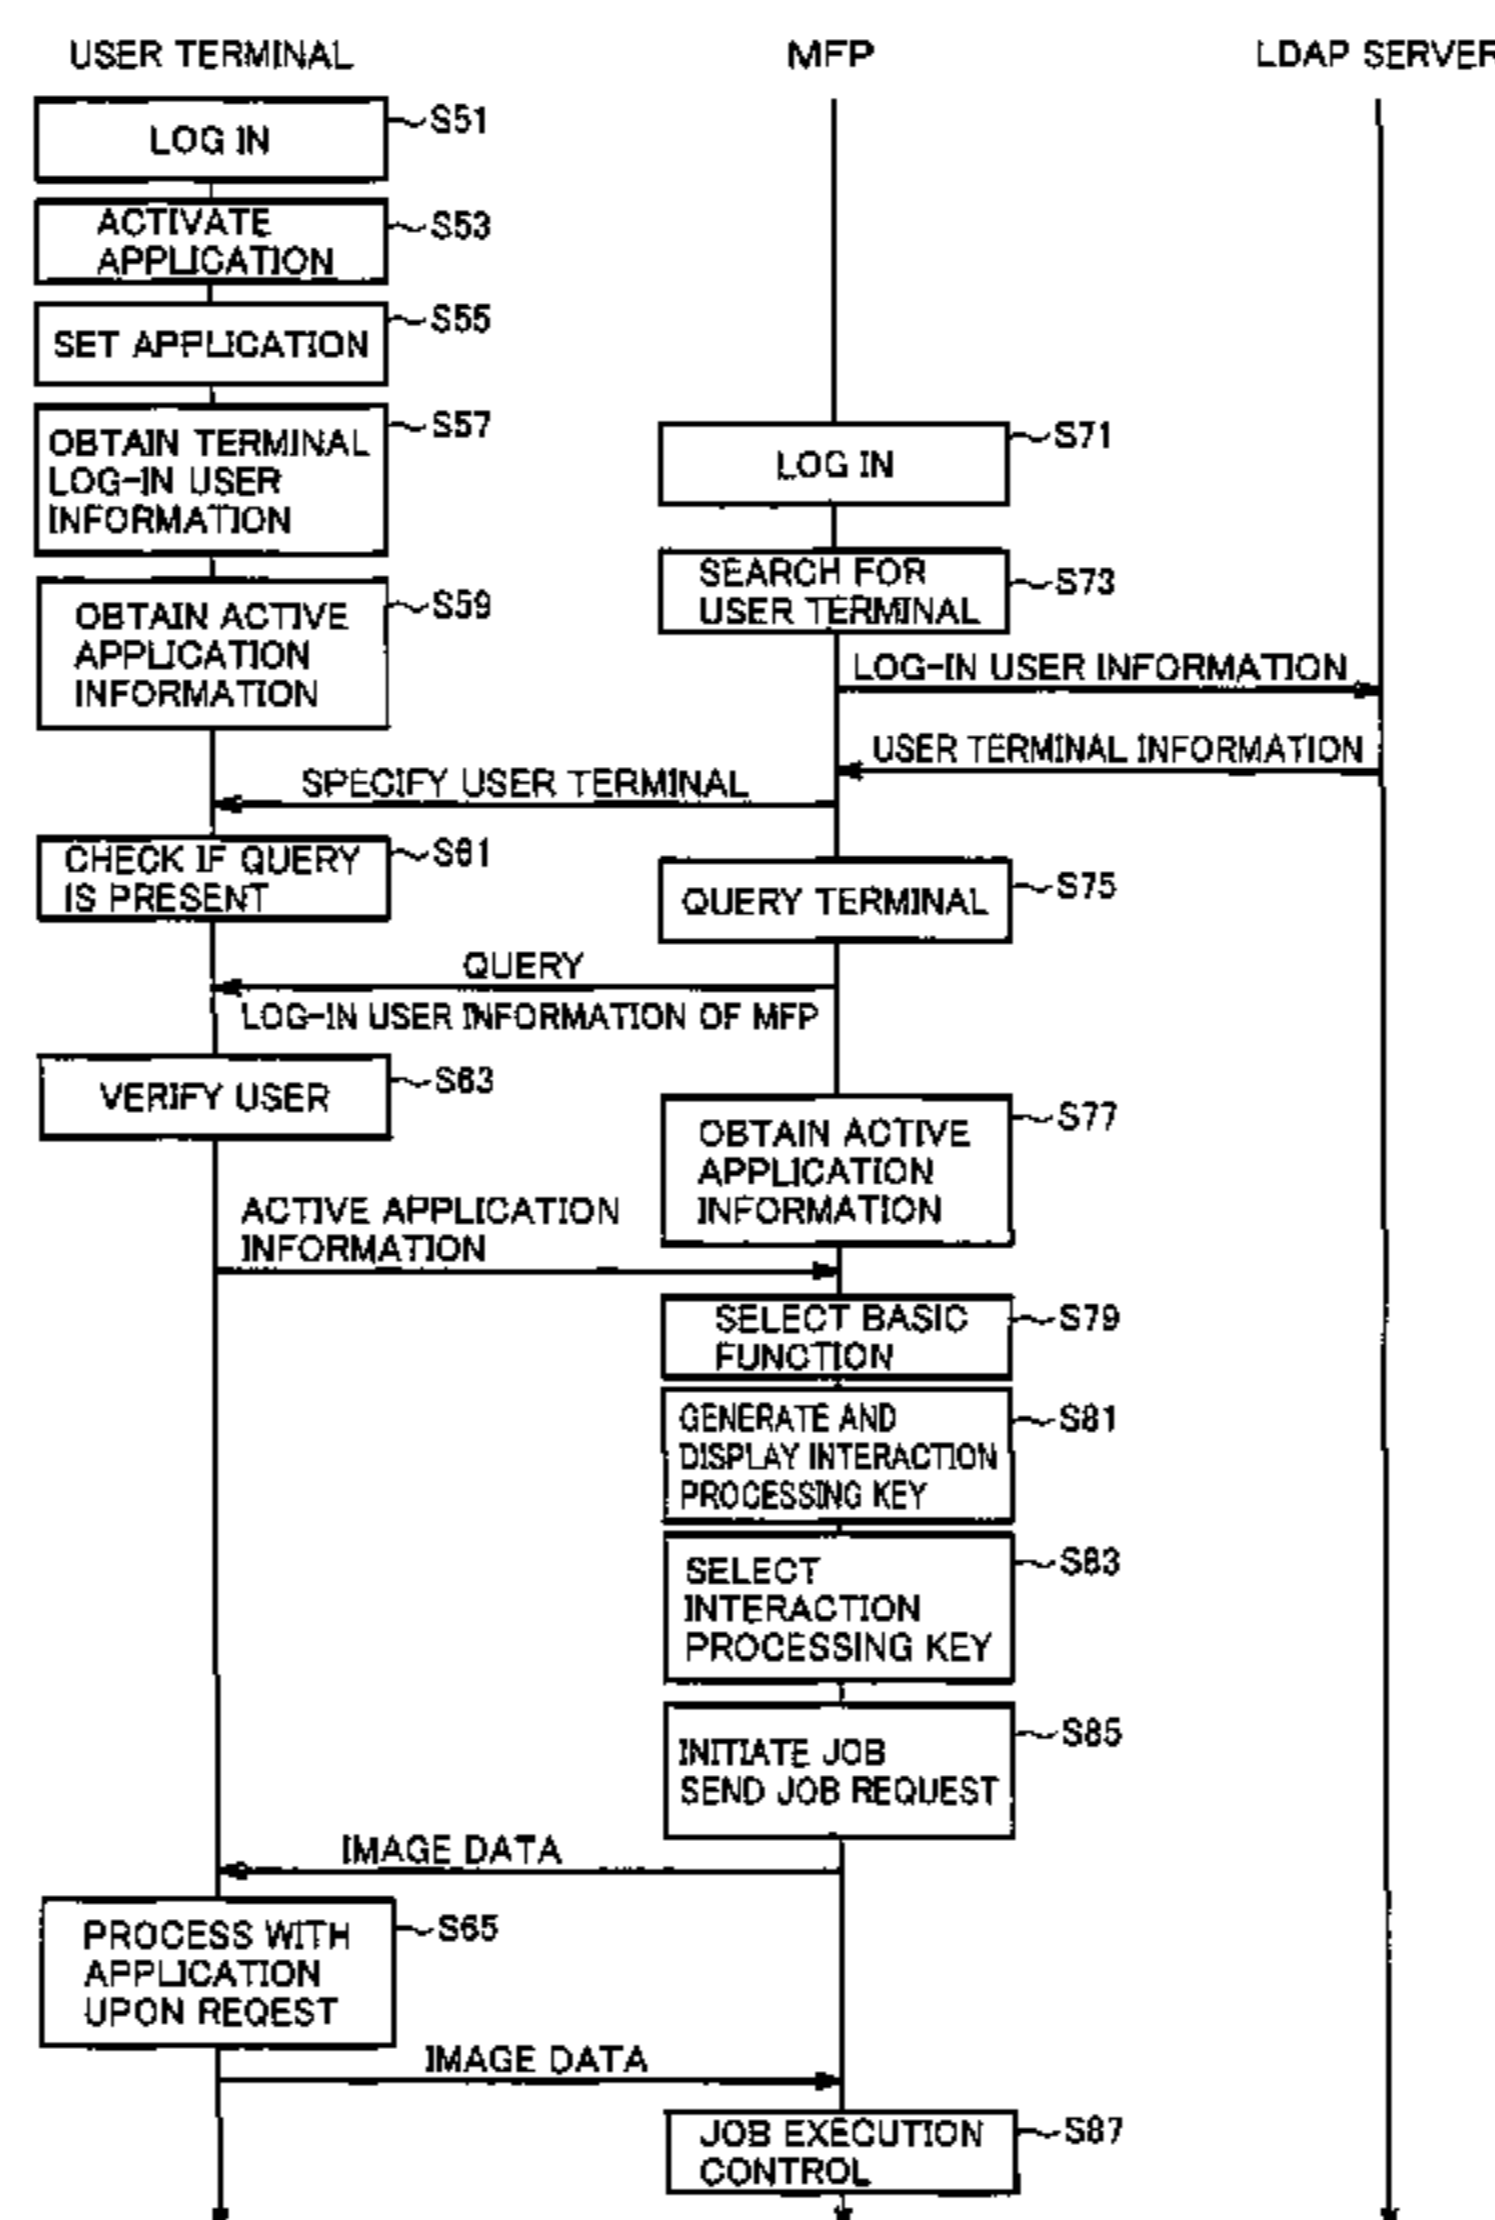 USER TERMINAL
MFP
LDAP SERVER
LOG IN
S51
ACTIVATE
APPLICATION
S53
SET APPLICATION
S55
OBTAIN TERMINAL
LOG-IN USER
INFORMATION
S57
LOG IN
S71
OBTAIN ACTIVE
APPLICATION
INFORMATION
S59
SEARCH FOR
USER TERMINAL
S73
LOG-IN USER INFORMATION
USER TERMINAL INFORMATION
SPECIFY USER TERMINAL
CHECK IF QUERY
IS PRESENT
S61
QUERY TERMINAL
S75
QUERY
LOG-IN USER INFORMATION OF MFP
VERIFY USER
S63
OBTAIN ACTIVE
APPLICATION
INFORMATION
S77
ACTIVE APPLICATION
INFORMATION
SELECT BASIC
FUNCTION
S79
GENERATE AND
DISPLAY INTERACTION
PROCESSING KEY
S81
SELECT
INTERACTION
PROCESSING KEY
S83
INITIATE JOB
SEND JOB REQUEST
S85
IMAGE DATA
PROCESS WITH
APPLICATION
UPON REQEST
S65
IMAGE DATA
JOB EXECUTION
CONTROL
S87